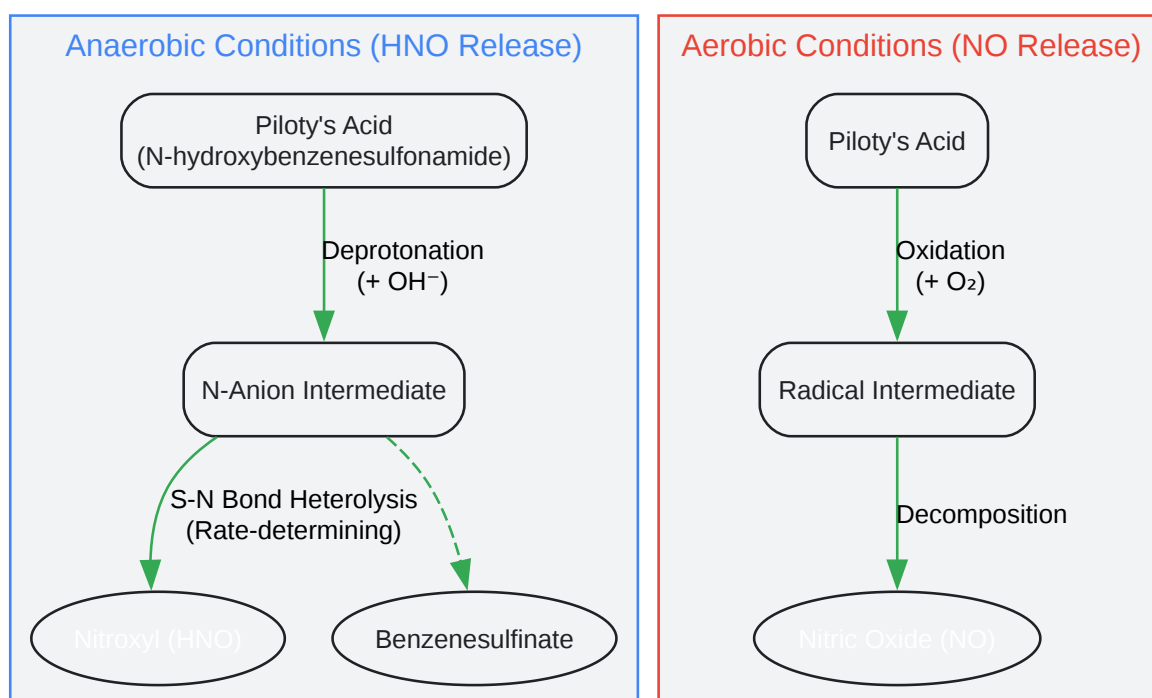 Anaerobic Conditions (HNO Release)
Piloty's Acid
(N-hydroxybenzenesulfonamide)
Deprotonation
(+ OH⁻)
N-Anion Intermediate
S-N Bond Heterolysis
(Rate-determining)
Nitroxyl (HNO)
Benzenesulfinate
Aerobic Conditions (NO Release)
Piloty's Acid
Oxidation
(+ O₂)
Radical Intermediate
Decomposition
Nitric Oxide (NO)